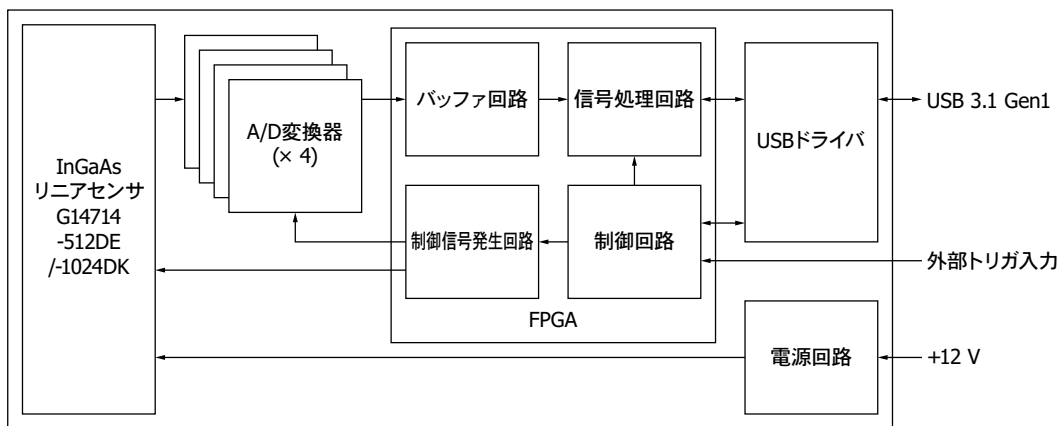 InGaAs
リニアセンサ
G14714
-512DE
/-1024DK
A/D変換器
(× 4)
バッファ回路
信号処理回路
制御信号発生回路
制御回路
FPGA
USBドライバ
電源回路
USB 3.1 Gen1
外部トリガ入力
+12 V